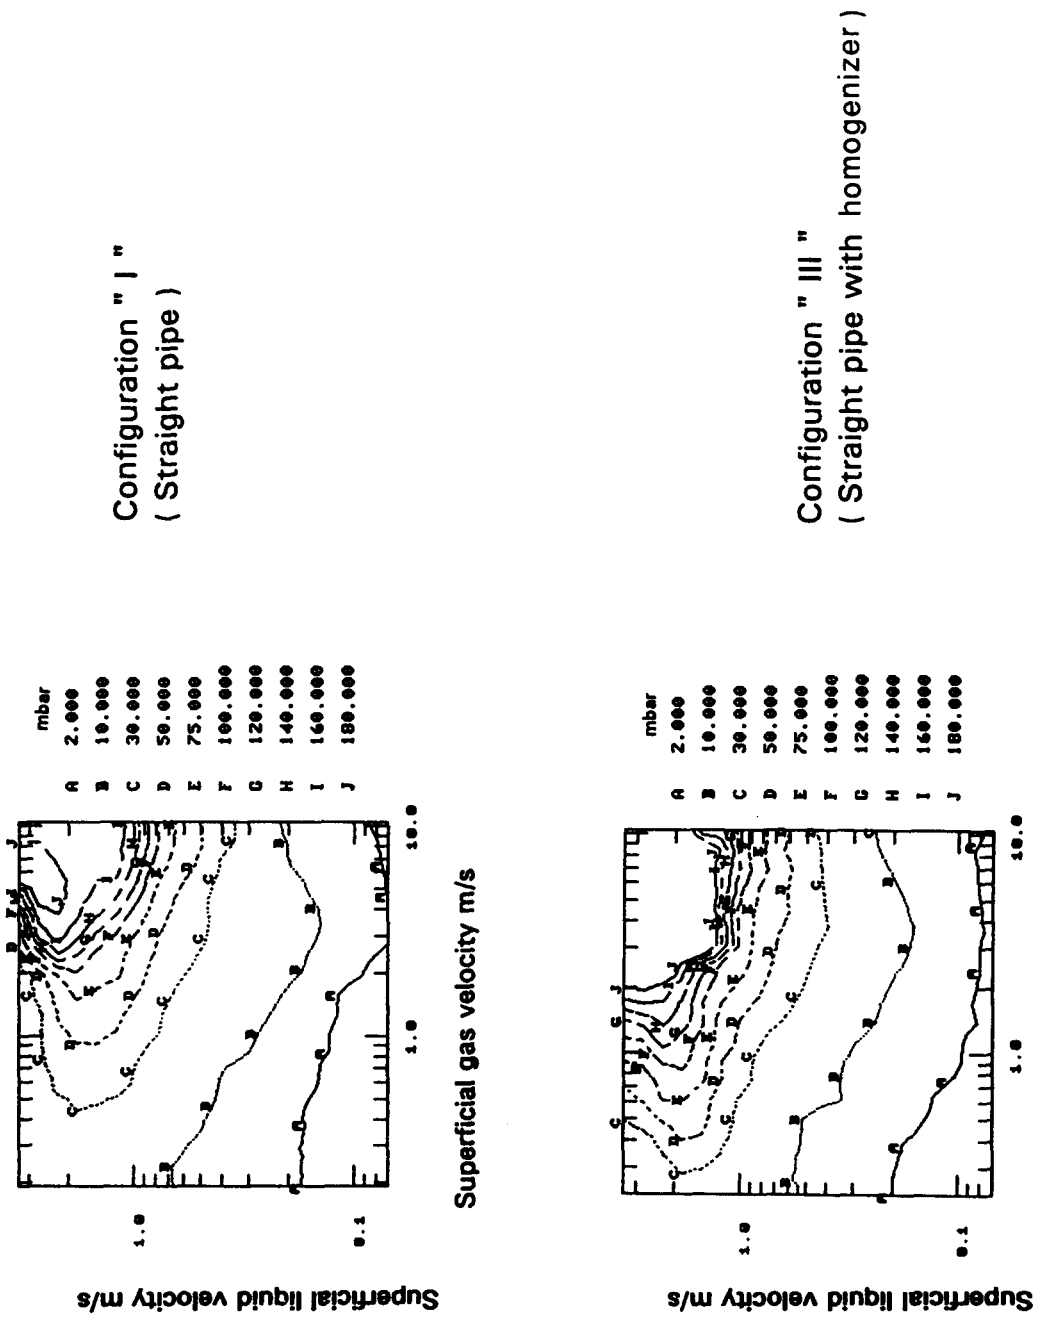 Configuration " I "
( Straight pipe )
mbar
A 2.000
B 10.000
C 30.000
D 50.000
E 75.000
F 100.000
G 120.000
H 140.000
I 160.000
J 180.000
Superficial liquid velocity m/s
1.0
0.1
1.0
10.0
Superficial gas velocity m/s
Configuration " III "
( Straight pipe with homogenizer )
mbar
A 2.000
B 10.000
C 30.000
D 50.000
E 75.000
F 100.000
G 120.000
H 140.000
I 160.000
J 180.000
Superficial liquid velocity m/s
1.0
0.1
1.0
10.0